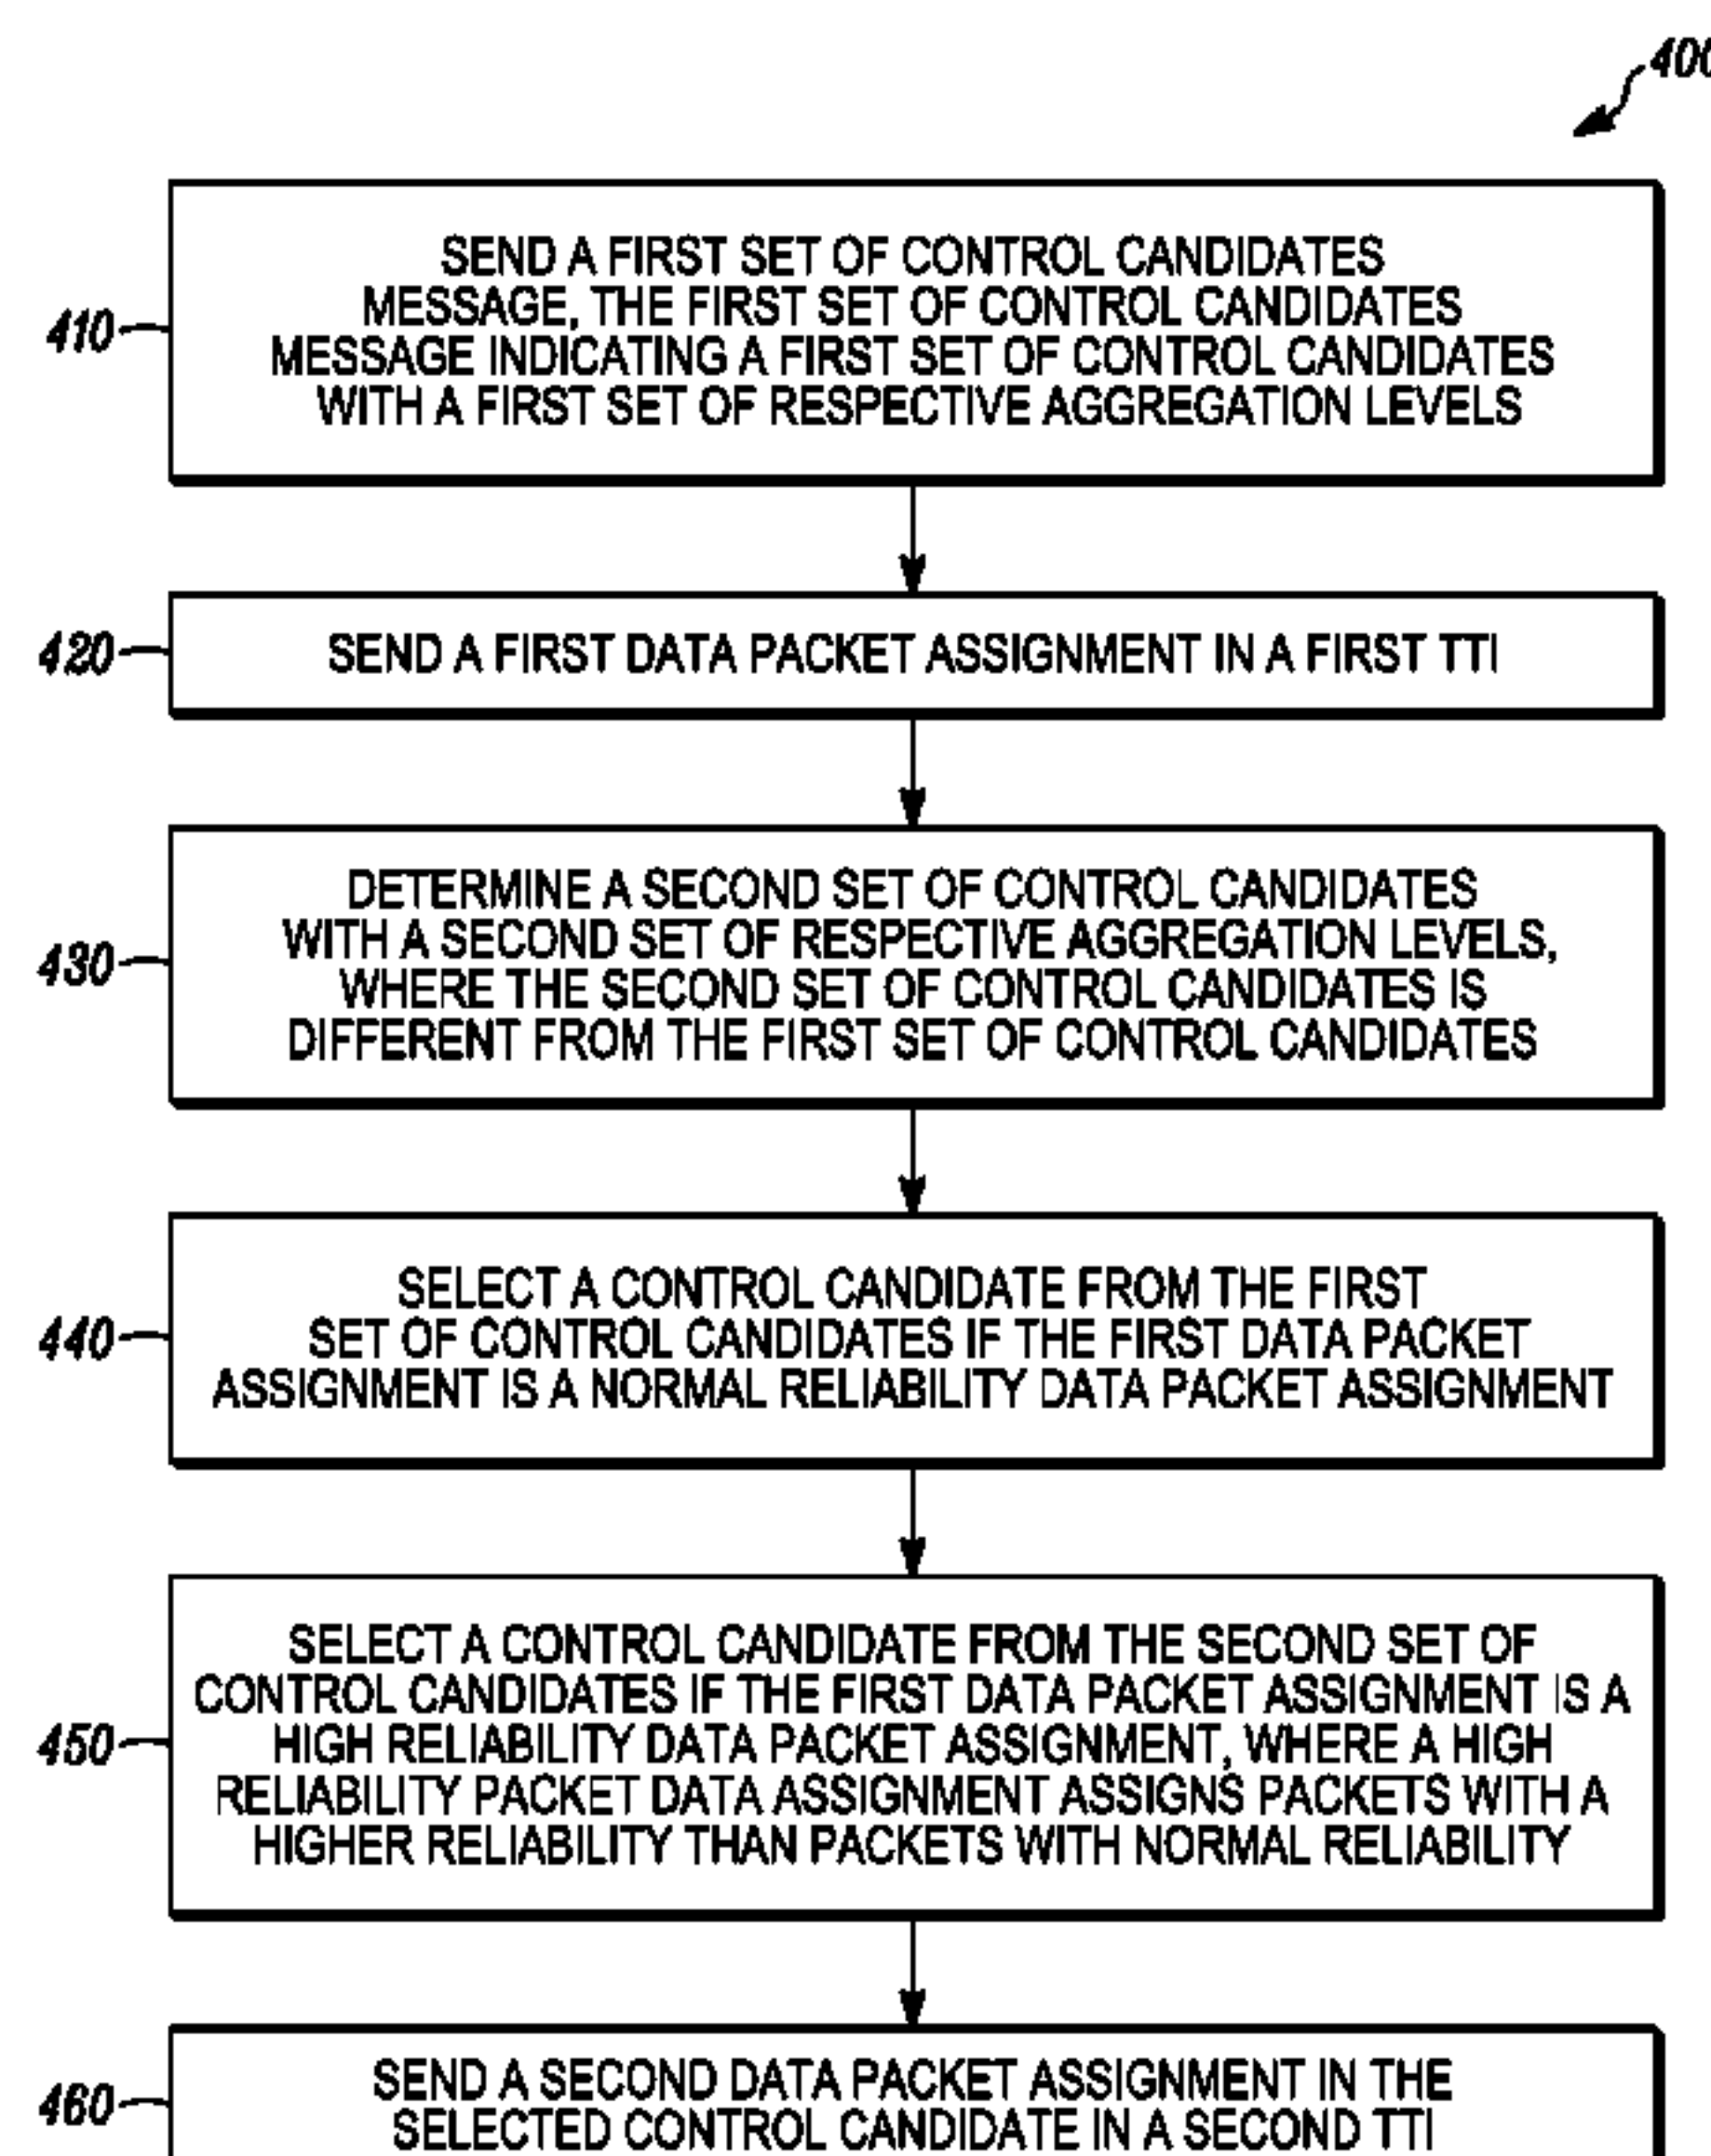 400
SEND A FIRST SET OF CONTROL CANDIDATES
MESSAGE, THE FIRST SET OF CONTROL CANDIDATES
MESSAGE INDICATING A FIRST SET OF CONTROL CANDIDATES
WITH A FIRST SET OF RESPECTIVE AGGREGATION LEVELS
410
SEND A FIRST DATA PACKET ASSIGNMENT IN A FIRST TTI
420
DETERMINE A SECOND SET OF CONTROL CANDIDATES
WITH A SECOND SET OF RESPECTIVE AGGREGATION LEVELS,
WHERE THE SECOND SET OF CONTROL CANDIDATES IS
DIFFERENT FROM THE FIRST SET OF CONTROL CANDIDATES
430
SELECT A CONTROL CANDIDATE FROM THE FIRST
SET OF CONTROL CANDIDATES IF THE FIRST DATA PACKET
ASSIGNMENT IS A NORMAL RELIABILITY DATA PACKET ASSIGNMENT
440
SELECT A CONTROL CANDIDATE FROM THE SECOND SET OF
CONTROL CANDIDATES IF THE FIRST DATA PACKET ASSIGNMENT IS A
HIGH RELIABILITY DATA PACKET ASSIGNMENT, WHERE A HIGH
RELIABILITY PACKET DATA ASSIGNMENT ASSIGNS PACKETS WITH A
HIGHER RELIABILITY THAN PACKETS WITH NORMAL RELIABILITY
450
SEND A SECOND DATA PACKET ASSIGNMENT IN THE
SELECTED CONTROL CANDIDATE IN A SECOND TTI
460